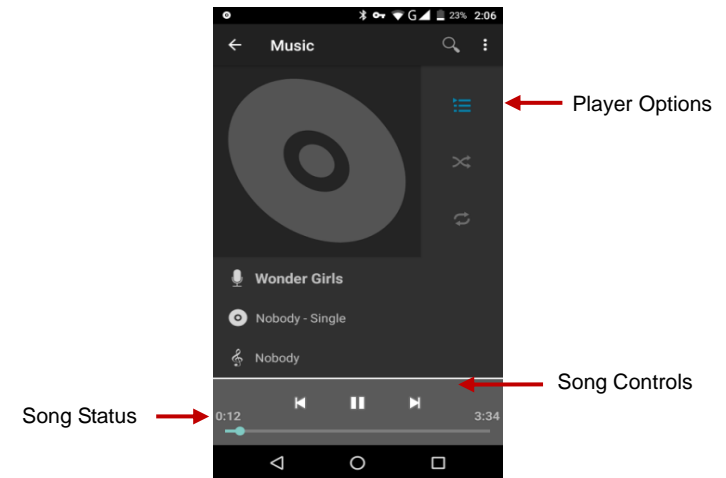 G 23% 2:06
Music
Player Options
Wonder Girls
Nobody - Single
Nobody
Song Controls
Song Status
0:12 3:34